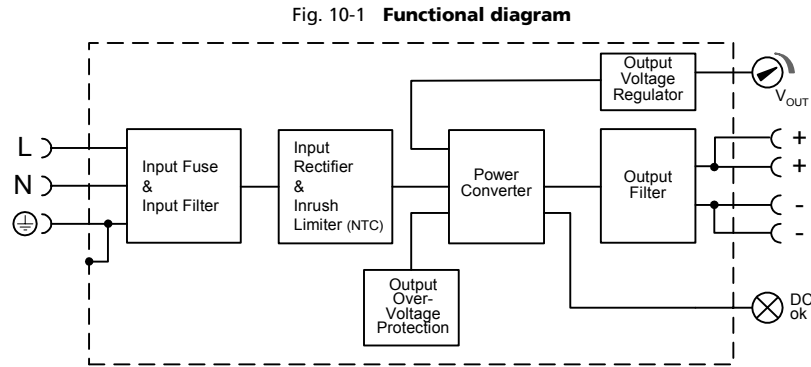 Fig. 10-1 Functional diagram
Output
Voltage
Regulator
V OUT
L
N
Input Fuse
&
Input Filter
Input
Rectifier
&
Inrush
Limiter (NTC)
Power
Converter
Output
Filter
+
+
-
-
Output
Over-
Voltage
Protection
DC
ok